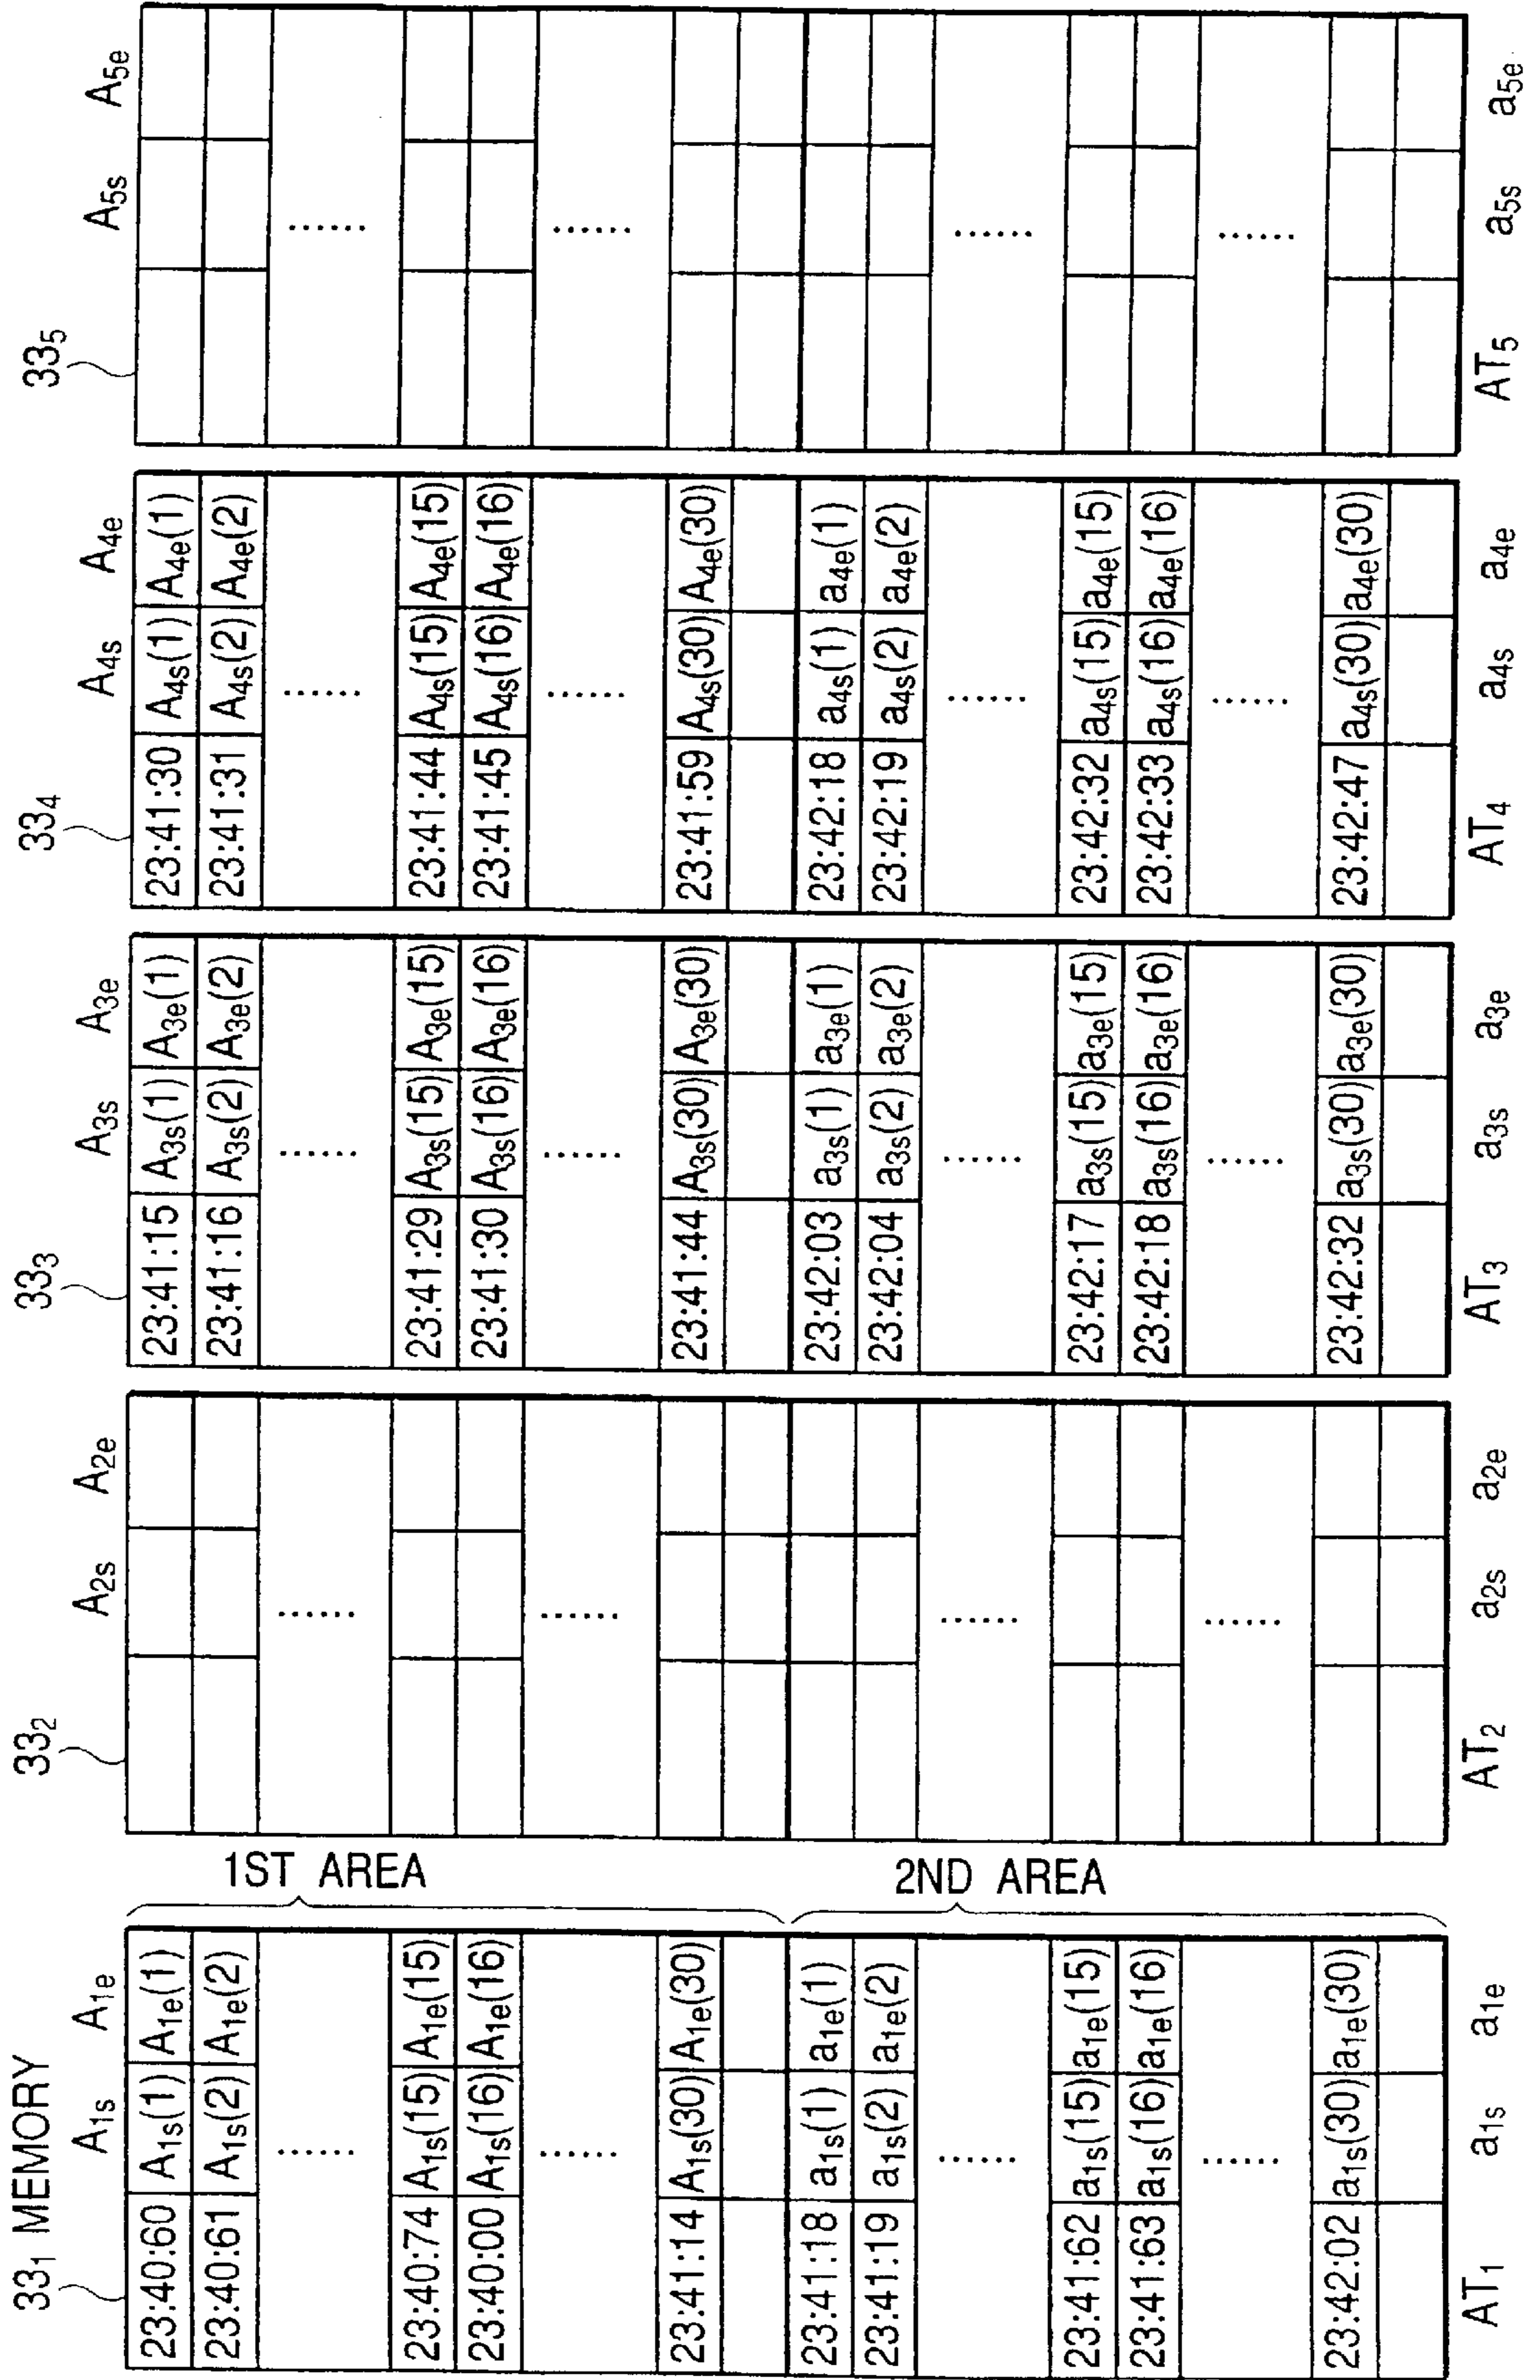 33₁ MEMORY
A₁s A₁e
23:40:60 A₁s(1) A₁e(1)
23:40:61 A₁s(2) A₁e(2)
......
23:40:74 A₁s(15) A₁e(15)
23:40:00 A₁s(16) A₁e(16)
......
23:41:14 A₁s(30) A₁e(30)
23:41:18 a₁s(1) a₁e(1)
23:41:19 a₁s(2) a₁e(2)
......
23:41:62 a₁s(15) a₁e(15)
23:41:63 a₁s(16) a₁e(16)
......
23:42:02 a₁s(30) a₁e(30)
AT₁ a₁s a₁e
1ST AREA
2ND AREA
33₂
A₂s A₂e
......
......
......
......
AT₂ a₂s a₂e
33₃
A₃s A₃e
23:41:15 A₃s(1) A₃e(1)
23:41:16 A₃s(2) A₃e(2)
......
23:41:29 A₃s(15) A₃e(15)
23:41:30 A₃s(16) A₃e(16)
......
23:41:44 A₃s(30) A₃e(30)
23:42:03 a₃s(1) a₃e(1)
23:42:04 a₃s(2) a₃e(2)
......
23:42:17 a₃s(15) a₃e(15)
23:42:18 a₃s(16) a₃e(16)
......
23:42:32 a₃s(30) a₃e(30)
AT₃ a₃s a₃e
33₄
A₄s A₄e
23:41:30 A₄s(1) A₄e(1)
23:41:31 A₄s(2) A₄e(2)
......
23:41:44 A₄s(15) A₄e(15)
23:41:45 A₄s(16) A₄e(16)
......
23:41:59 A₄s(30) A₄e(30)
23:42:18 a₄s(1) a₄e(1)
23:42:19 a₄s(2) a₄e(2)
......
23:42:32 a₄s(15) a₄e(15)
23:42:33 a₄s(16) a₄e(16)
......
23:42:47 a₄s(30) a₄e(30)
AT₄ a₄s a₄e
33₅
A₅s A₅e
......
......
......
......
AT₅ a₅s a₅e